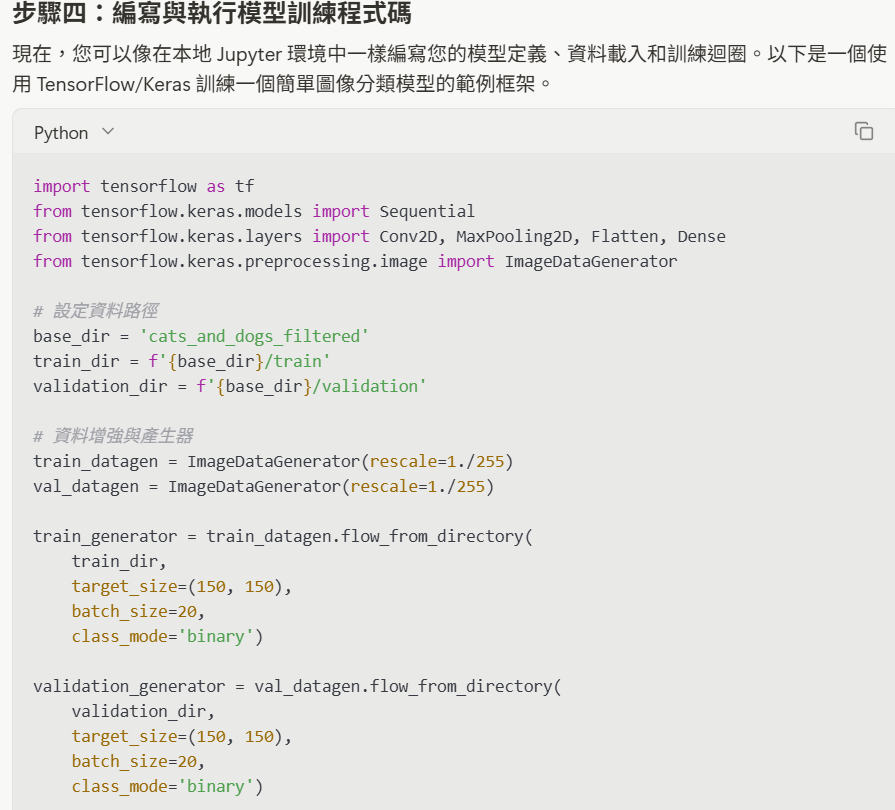 步驟四：編寫與執行模型訓練程式碼
現在，您可以像在本地 Jupyter 環境中一樣編寫您的模型定義、資料載入和訓練迴圈。以下是一個使
用 TensorFlow/Keras 訓練一個簡單圖像分類模型的範例框架。
Python
import tensorflow as tf
from tensorflow.keras.models import Sequential
from tensorflow.keras.layers import Conv2D, MaxPooling2D, Flatten, Dense
from tensorflow.keras.preprocessing.image import ImageDataGenerator

# 設定資料路徑
base_dir = 'cats_and_dogs_filtered'
train_dir = f'{base_dir}/train'
validation_dir = f'{base_dir}/validation'

# 資料增強與產生器
train_datagen = ImageDataGenerator(rescale=1./255)
val_datagen = ImageDataGenerator(rescale=1./255)

train_generator = train_datagen.flow_from_directory(
    train_dir,
    target_size=(150, 150),
    batch_size=20,
    class_mode='binary')

validation_generator = val_datagen.flow_from_directory(
    validation_dir,
    target_size=(150, 150),
    batch_size=20,
    class_mode='binary')